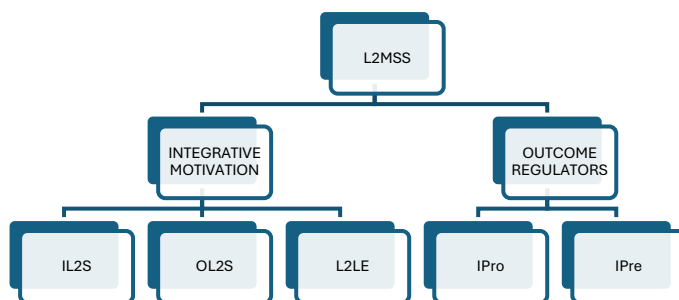 L2MSS
INTEGRATIVE
MOTIVATION
OUTCOME
REGULATORS
IL2S
OL2S
L2LE
IPro
IPre